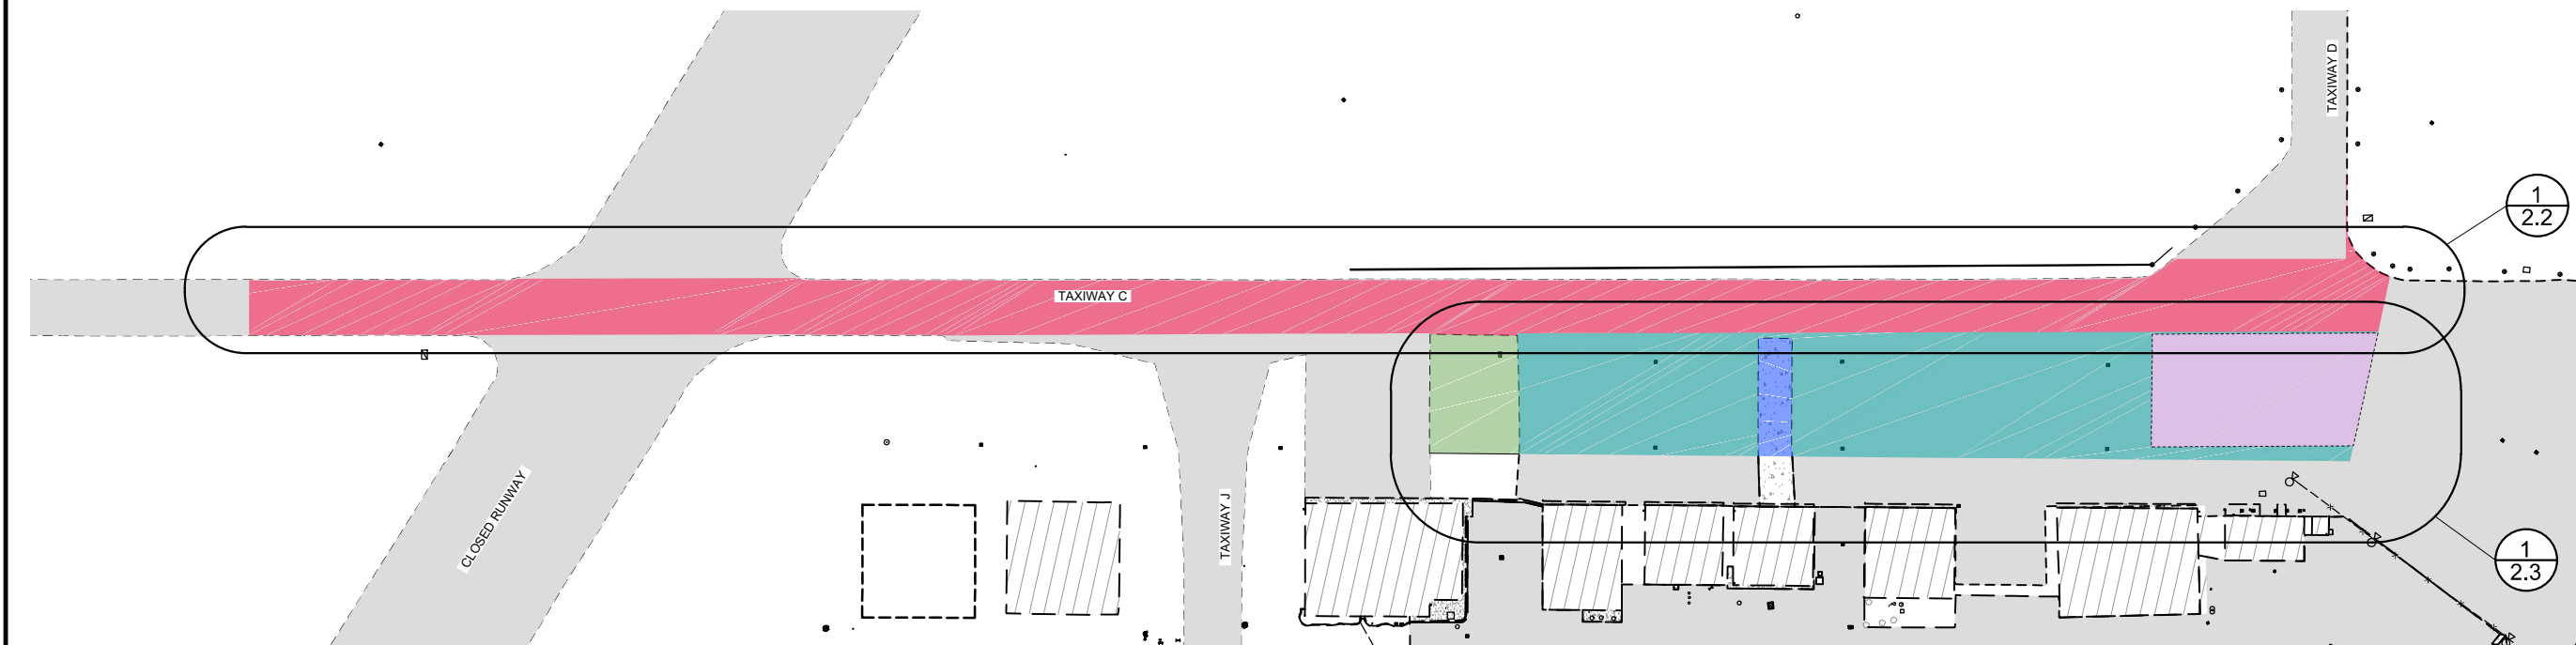 TAXIWAY D
1
2.2
TAXIWAY C
CLOSED RUNWAY
TAXIWAY J
1
2.3